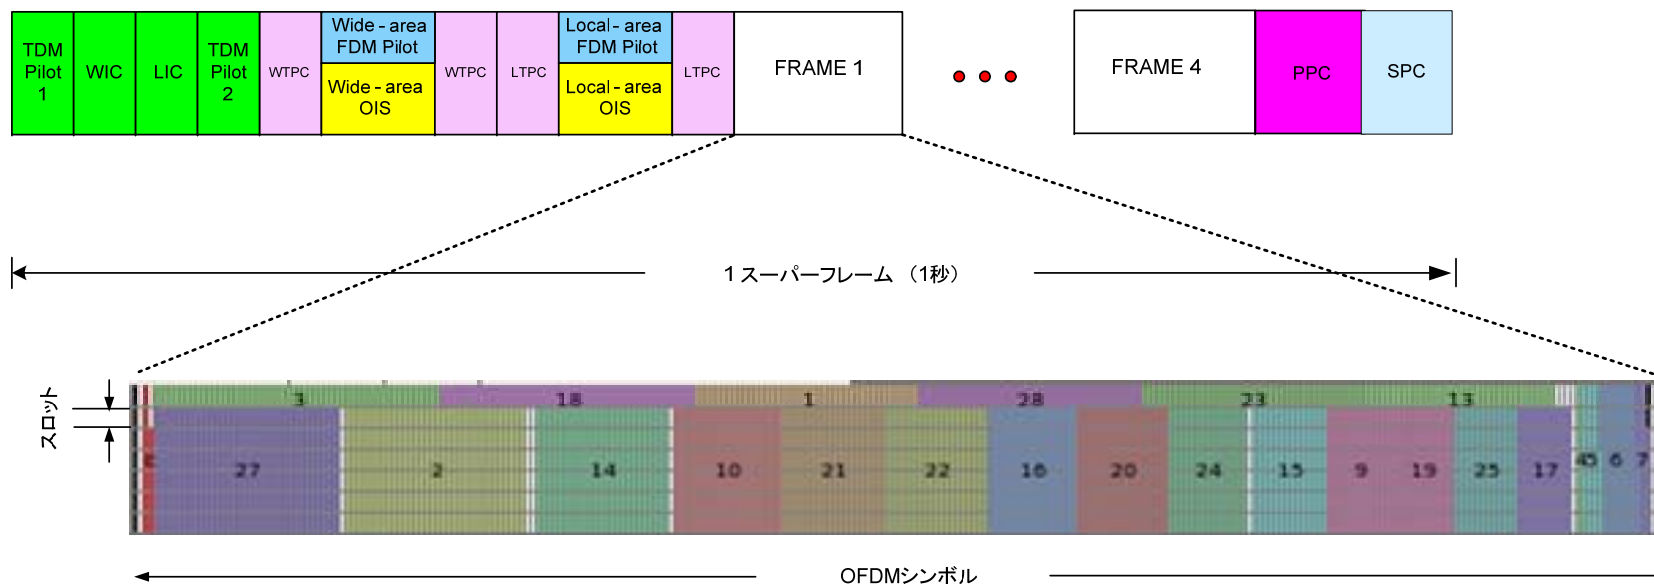 TDM
Pilot
1
WIC
LIC
TDM
Pilot
2
WTPC
Wide - area
FDM Pilot
Wide - area
OIS
WTPC
LTPC
Local- area
FDM Pilot
Local- area
OIS
LTPC
FRAME 1
FRAME 4
PPC
SPC
1 スーパーフレーム (1秒)
スロット
3
18
1
28
23
13
27
2
14
10
21
22
16
20
24
15
9
19
25
17
45
6
7
OFDMシンボル